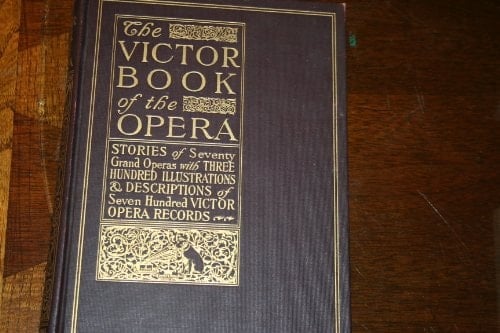 The
VICTOR
BOOK
of the
OPERA
STORIES of Seventy
Grand Operas with THREE
HUNDRED ILLUSTRATIONS
& DESCRIPTIONS of
Seven Hundred VICTOR
OPERA RECORDS